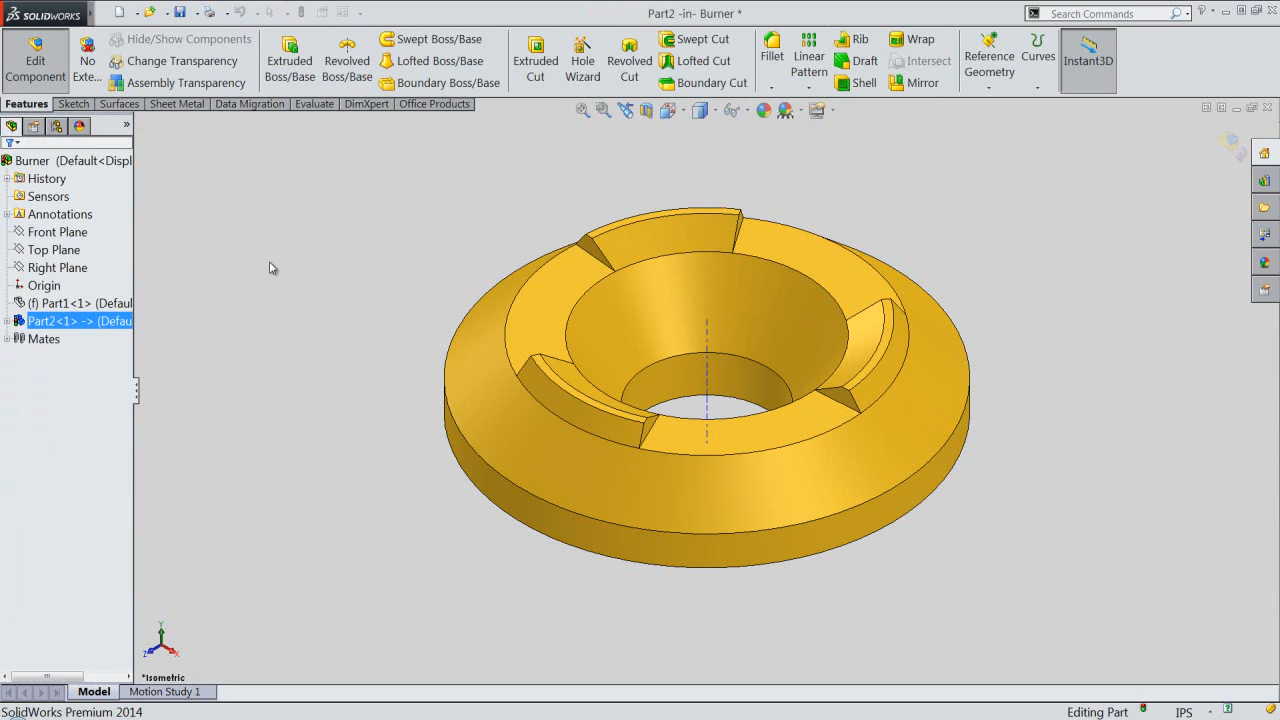 SOLIDWORKS
Part2 -in- Burner *
Search Commands
Edit Component
No Exte...
Hide/Show Components
Change Transparency
Assembly Transparency
Extruded Boss/Base
Revolved Boss/Base
Swept Boss/Base
Lofted Boss/Base
Boundary Boss/Base
Extruded Cut
Hole Wizard
Revolved Cut
Swept Cut
Lofted Cut
Boundary Cut
Fillet
Linear Pattern
Rib
Draft
Shell
Wrap
Intersect
Mirror
Reference Geometry
Curves
Instant3D
Features
Sketch
Surfaces
Sheet Metal
Data Migration
Evaluate
DimXpert
Office Products
Burner (Default<Displ
History
Sensors
Annotations
Front Plane
Top Plane
Right Plane
Origin
(f) Part1<1> (Defaul
Part2<1> -> (Defau
Mates
Y
Z
X
*Isometric
Model
Motion Study 1
SolidWorks Premium 2014
Editing Part
IPS